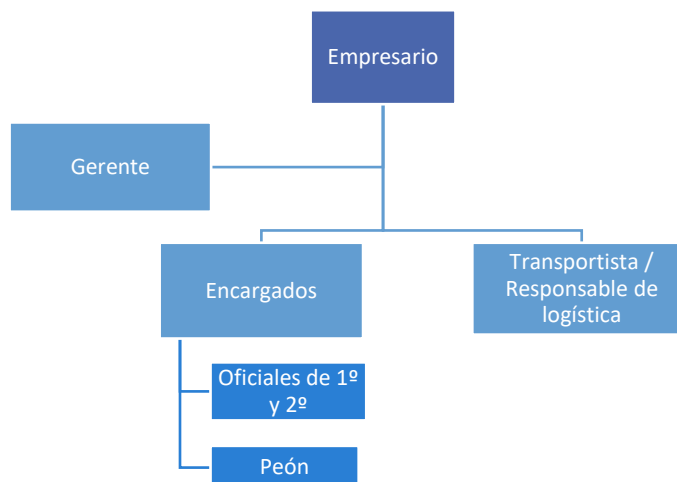 Empresario
Gerente
Encargados
Transportista /
Responsable de
logística
Oficiales de 1º
y 2º
Peón